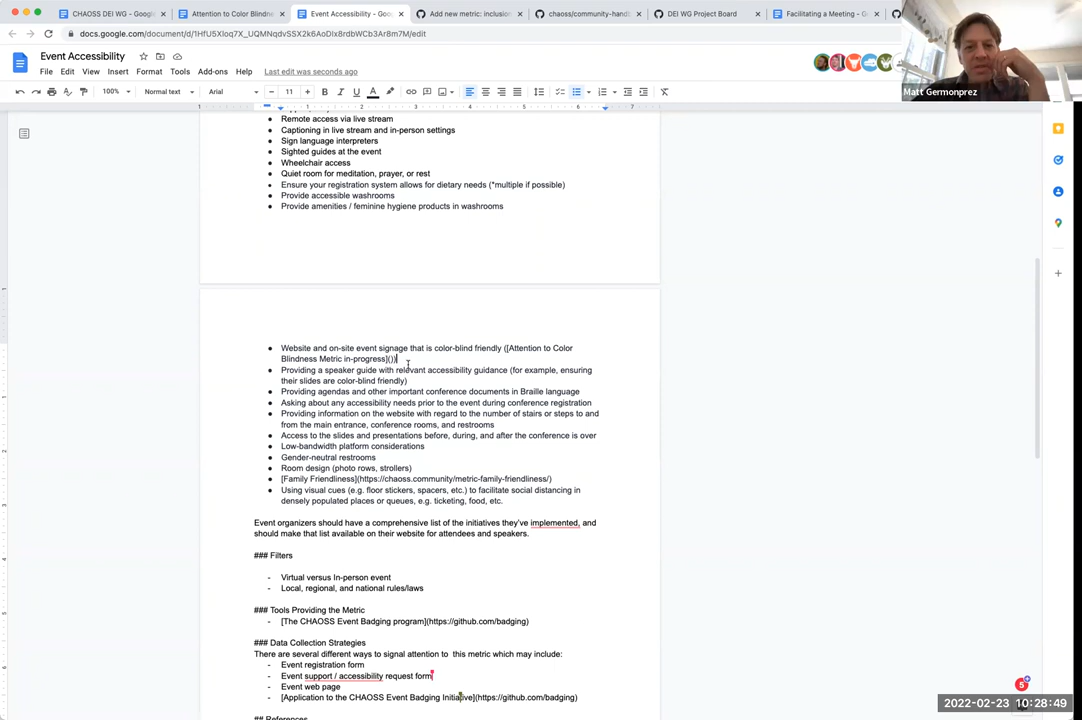 CHAOSS DEI WG - Google
Attention to Color Blindne
Event Accessibility - Goo
Add new metric: inclusion
chaoss/community-handb
DEI WG Project Board
Facilitating a Meeting - G
docs.google.com/document/d/1HfU5Xloq7X_UQMNqdvSSX2k6AoDlx8rdbWCb3Ar8m7M/edit
Event Accessibility
File Edit View Insert Format Tools Add-ons Help Last edit was seconds ago
Matt Germonprez
100% Normal text Arial 11
Remote access via live stream
Captioning in live stream and in-person settings
Sign language interpreters
Sighted guides at the event
Wheelchair access
Quiet room for meditation, prayer, or rest
Ensure your registration system allows for dietary needs (*multiple if possible)
Provide accessible washrooms
Provide amenities / feminine hygiene products in washrooms
Website and on-site event signage that is color-blind friendly ([Attention to Color
Blindness Metric in-progress]())
Providing a speaker guide with relevant accessibility guidance (for example, ensuring
their slides are color-blind friendly)
Providing agendas and other important conference documents in Braille language
Asking about any accessibility needs prior to the event during conference registration
Providing information on the website with regard to the number of stairs or steps to and
from the main entrance, conference rooms, and restrooms
Access to the slides and presentations before, during, and after the conference is over
Low-bandwidth platform considerations
Gender-neutral restrooms
Room design (photo rows, strollers)
[Family Friendliness](https://chaoss.community/metric-family-friendliness/)
Using visual cues (e.g. floor stickers, spacers, etc.) to facilitate social distancing in
densely populated places or queues, e.g. ticketing, food, etc.
Event organizers should have a comprehensive list of the initiatives they've implemented, and
should make that list available on their website for attendees and speakers.
### Filters
- Virtual versus In-person event
- Local, regional, and national rules/laws
### Tools Providing the Metric
- [The CHAOSS Event Badging program](https://github.com/badging)
### Data Collection Strategies
There are several different ways to signal attention to  this metric which may include:
- Event registration form
- Event support / accessibility request form
- Event web page
- [Application to the CHAOSS Event Badging Initiative](https://github.com/badging)
## References
5
2022-02-23 10:28:49